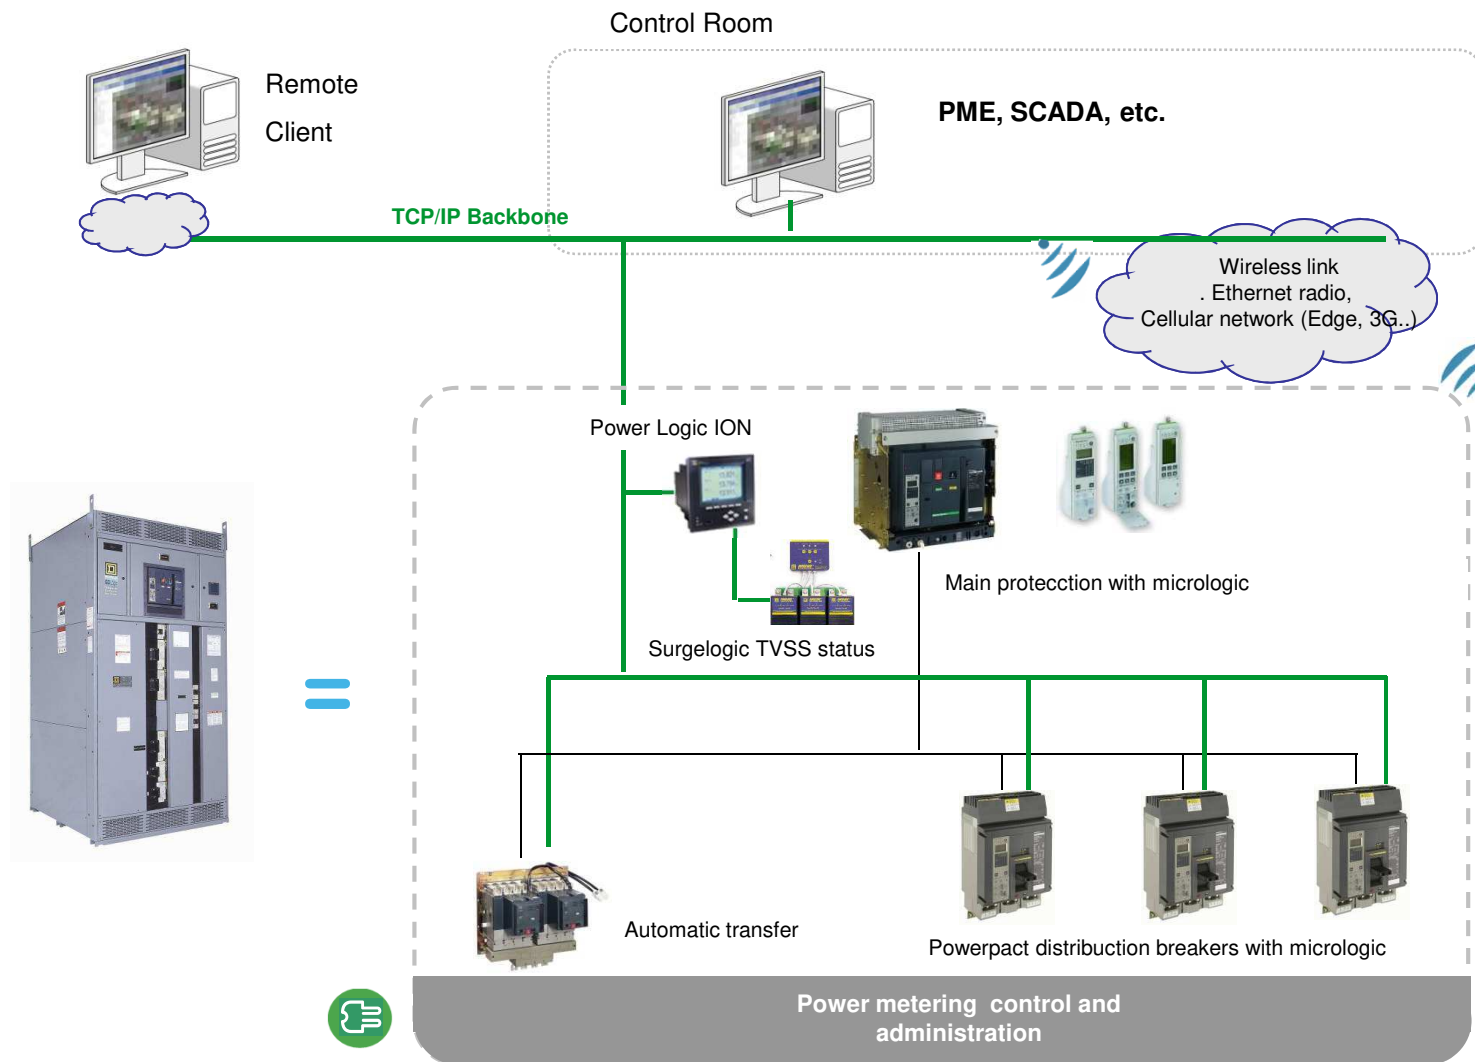 Control Room
Remote
Client
PME, SCADA, etc.
TCP/IP Backbone
Wireless link
. Ethernet radio,
Cellular network (Edge, 3G..)
Power Logic ION
Main protecction with micrologic
Surgelogic TVSS status
Automatic transfer
Powerpact distribuction breakers with micrologic
Power metering control and
administration